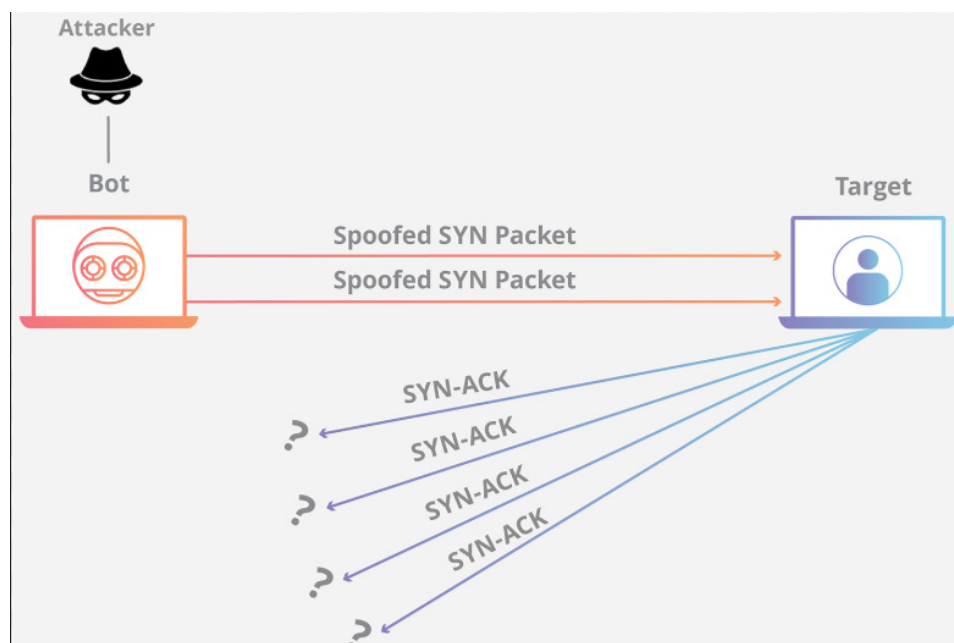 Attacker
Bot
Target
Spoofed SYN Packet
Spoofed SYN Packet
SYN-ACK
?
SYN-ACK
?
SYN-ACK
?
SYN-ACK
?